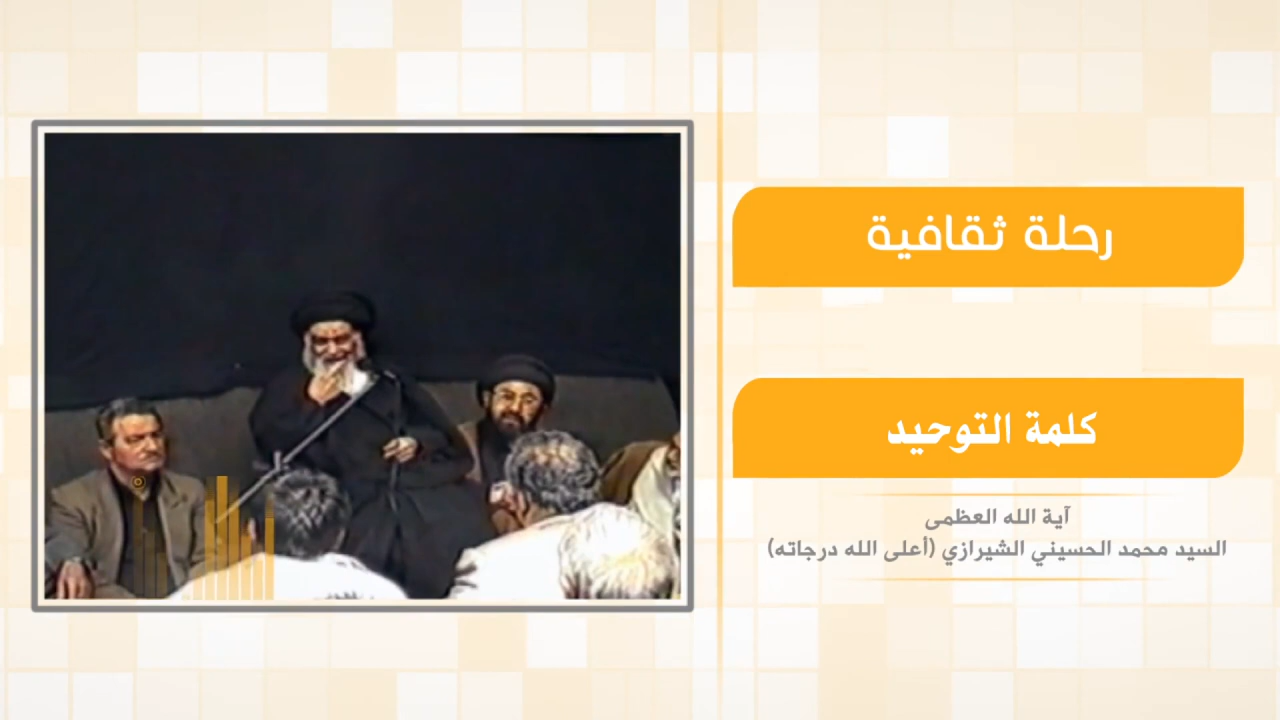 رحلة ثقافية
كلمة التوحيد
آية الله العظمى
السيد محمد الحسيني الشيرازي (أعلى الله درجاته)